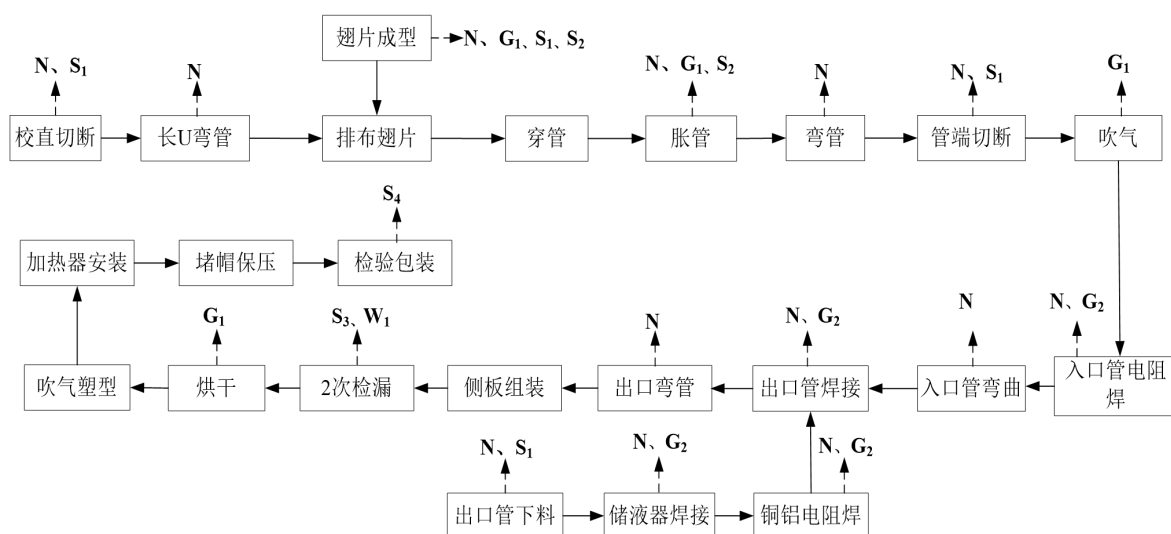 翅片成型
N、G₁、S₁、S₂
N、S₁
N
N、G₁、S₂
N
N、S₁
G₁
校直切断
长U弯管
排布翅片
穿管
胀管
弯管
管端切断
吹气
S₄
加热器安装
堵帽保压
检验包装
G₁
S₃、W₁
N
N、G₂
N
N、G₂
吹气塑型
烘干
2次检漏
侧板组装
出口弯管
出口管焊接
入口管弯曲
入口管电阻
焊
N、S₁
N、G₂
N、G₂
出口管下料
储液器焊接
铜铝电阻焊